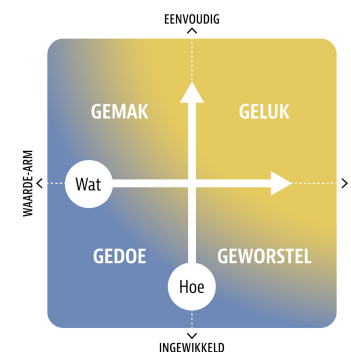 EENVOUDIG
GEMAK
GELUK
WAARDE-ARM
Wat
GEDOE
GEWORSTEL
Hoe
INGEWIKKELD